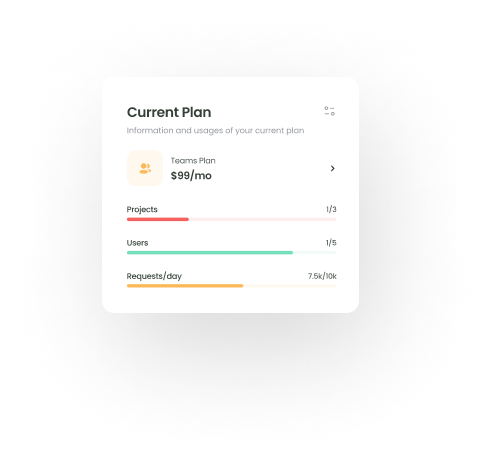 Current Plan
Information and usages of your current plan
Teams Plan
$99/mo
Projects 1/3
Users 1/5
Requests/day 7.5k/10k